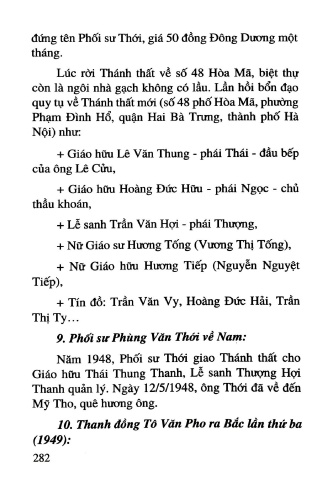 đứng tên Phối sư Thới, giá 50 đồng Đông Dương một
tháng.
Lúc rời Thánh thất về số 48 Hòa Mã, biệt thự
còn là ngôi nhà gạch không có lầu. Lần hồi bổn đạo
quy tụ về Thánh thất mới (số 48 phố Hòa Mã, phường
Phạm Đình Hổ, quận Hai Bà Trưng, thành phố Hà
Nội) như:
+ Giáo hữu Lê Văn Thung - phái Thái - đầu bếp
của ông Lê Cửu,
+ Giáo hữu Hoàng Đức Hữu - phái Ngọc - chủ
thầu khoán,
+ Lễ sanh Trần Văn Hợi - phái Thượng,
+ Nữ Giáo sư Hương Tống (Vương Thị Tống),
+ Nữ Giáo hữu Hương Tiếp (Nguyễn Nguyệt
Tiếp),
+ Tín đồ: Trần Văn Vy, Hoàng Đức Hải, Trần
Thị Ty…
9. Phối sư Phùng Văn Thới về Nam:
Năm 1948, Phối sư Thới giao Thánh thất cho
Giáo hữu Thái Thung Thanh, Lễ sanh Thượng Hợi
Thanh quản lý. Ngày 12/5/1948, ông Thới đã về đến
Mỹ Tho, quê hương ông.
10. Thanh đồng Tô Văn Pho ra Bắc lần thứ ba
(1949):
282